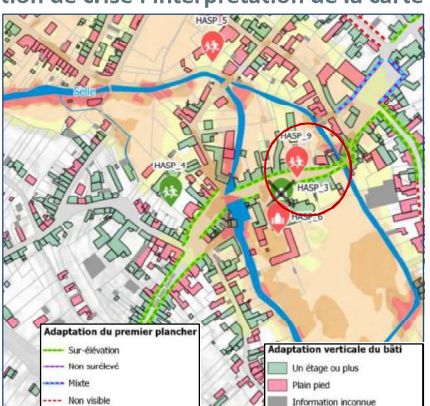 tion de crise l'interprétation de la carte
HASP_5
Selle
HASP_9
HASP_4
HASP_3
HASP_6
Adaptation du premier plancher
Sur-élévation
Non surélevé
Mixte
Non visible
Adaptation verticale du bâti
Un étage ou plus
Plain pied
Information inconnue